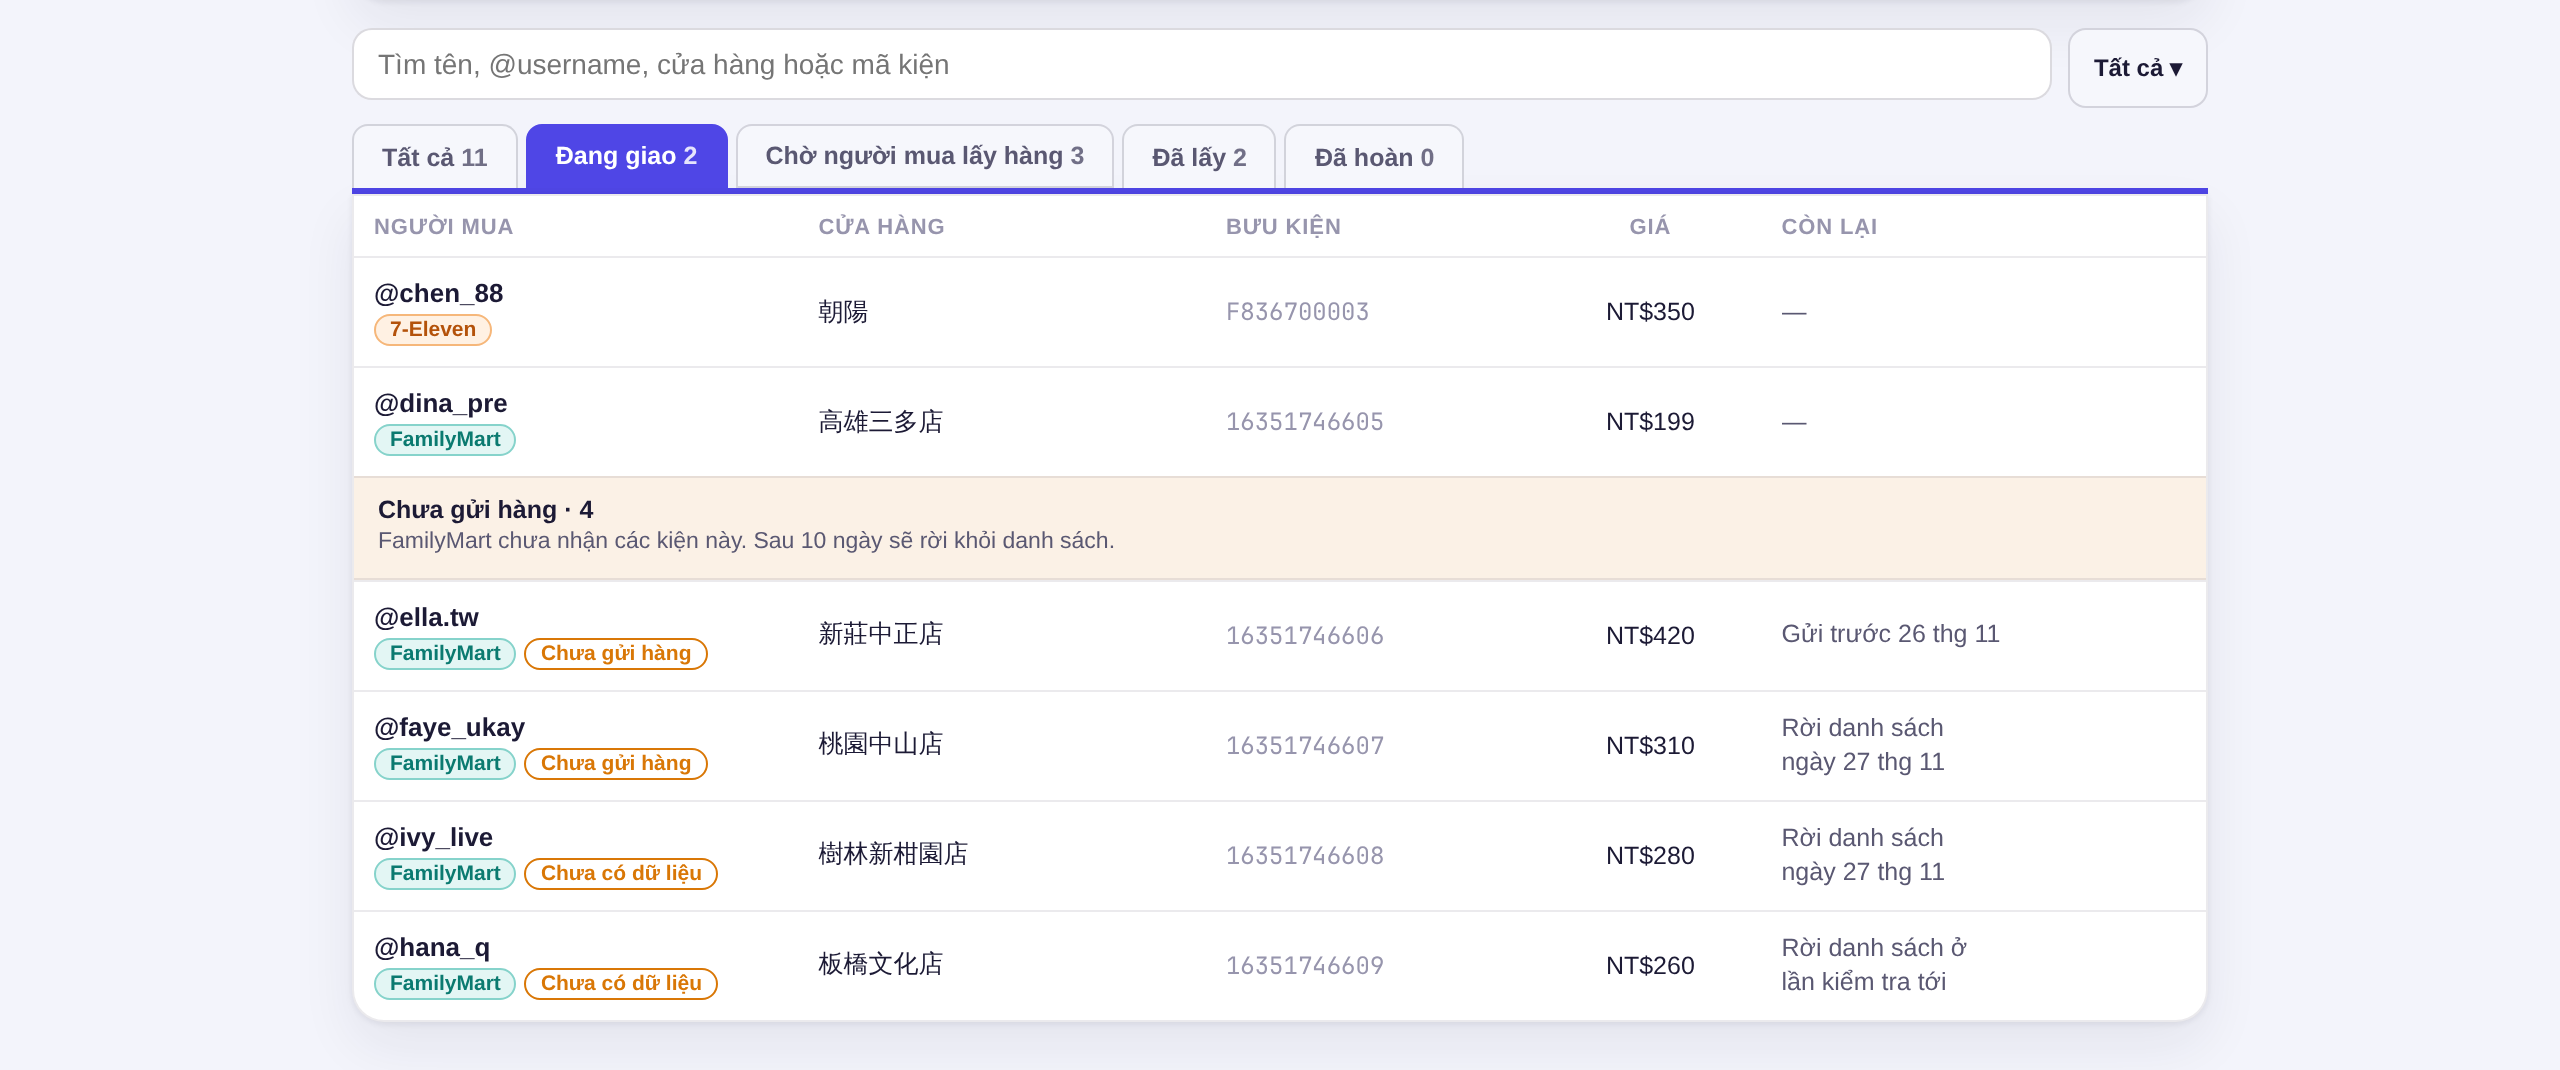 Tìm tên, @username, cửa hàng hoặc mã kiện
Tất cả ▾
Tất cả 11
Đang giao 2
Chờ người mua lấy hàng 3
Đã lấy 2
Đã hoàn 0
NGƯỜI MUA CỬA HÀNG BƯU KIỆN GIÁ CÒN LẠI
@chen_88
7-Eleven
朝陽
F836700003
NT$350
—
@dina_pre
FamilyMart
高雄三多店
16351746605
NT$199
—
Chưa gửi hàng · 4
FamilyMart chưa nhận các kiện này. Sau 10 ngày sẽ rời khỏi danh sách.
@ella.tw
FamilyMart Chưa gửi hàng
新莊中正店
16351746606
NT$420
Gửi trước 26 thg 11
@faye_ukay
FamilyMart Chưa gửi hàng
桃園中山店
16351746607
NT$310
Rời danh sách
ngày 27 thg 11
@ivy_live
FamilyMart Chưa có dữ liệu
樹林新柑園店
16351746608
NT$280
Rời danh sách
ngày 27 thg 11
@hana_q
FamilyMart Chưa có dữ liệu
板橋文化店
16351746609
NT$260
Rời danh sách ở
lần kiểm tra tới